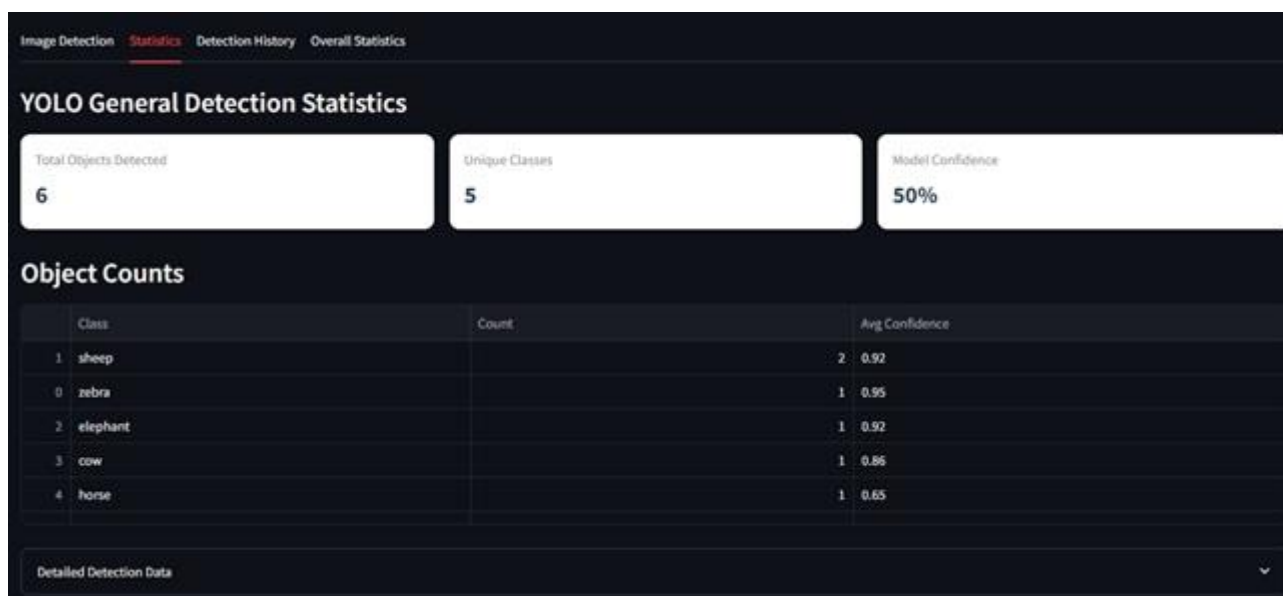 Image Detection Statistics Detection History Overall Statistics
YOLO General Detection Statistics
Total Objects Detected Unique Classes Model Confidence
6 5 50%
Object Counts
Class Count Avg Confidence
1 sheep 2 0.92
0 zebra 1 0.95
2 elephant 1 0.92
3 cow 1 0.86
4 horse 1 0.65
Detailed Detection Data